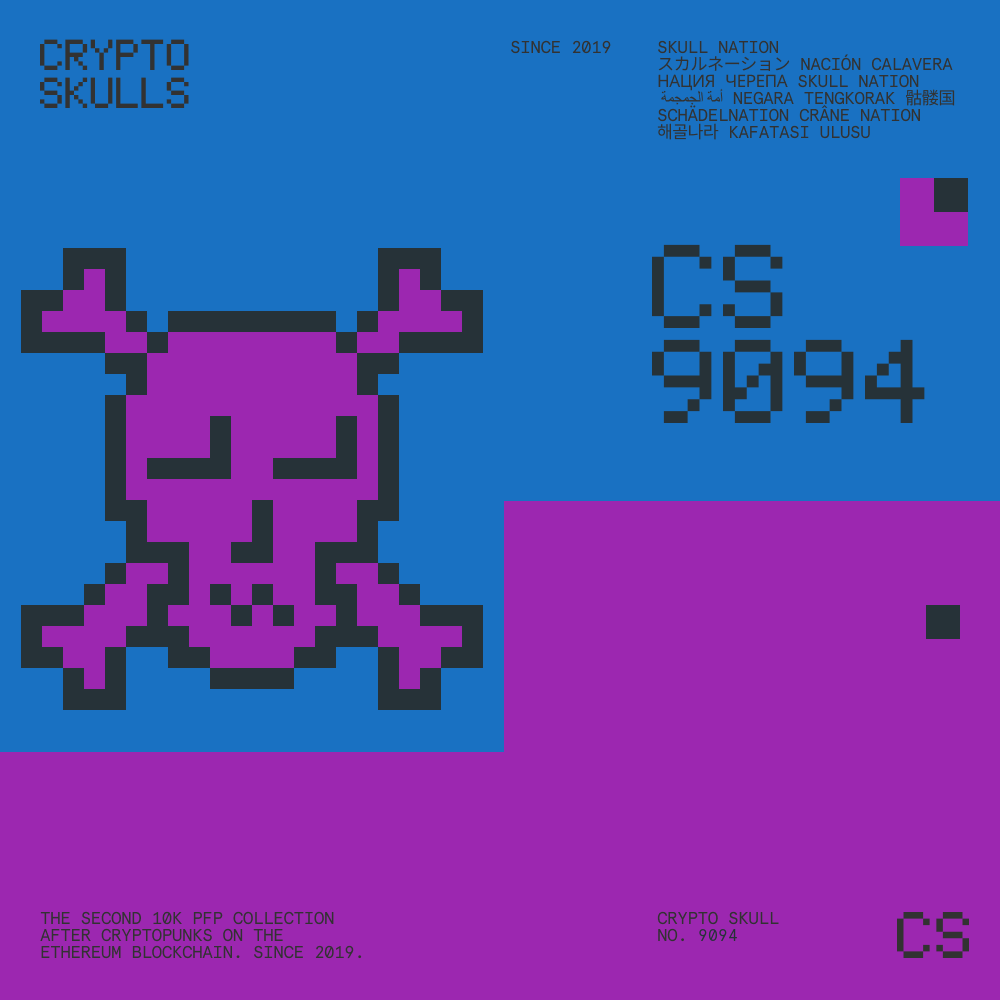 CRYPTO
SKULLS
SINCE 2019
SKULL NATION
スカルネーション NACIÓN CALAVERA
НАЦИЯ ЧЕРЕПА SKULL NATION
أمة الجمجمة NEGARA TENGKORAK 骷髅国
SCHÄDELNATION CRÂNE NATION
해골나라 KAFATASI ULUSU
CS
9094
THE SECOND 10K PFP COLLECTION
AFTER CRYPTOPUNKS ON THE
ETHEREUM BLOCKCHAIN. SINCE 2019.
CRYPTO SKULL
NO. 9094
CS